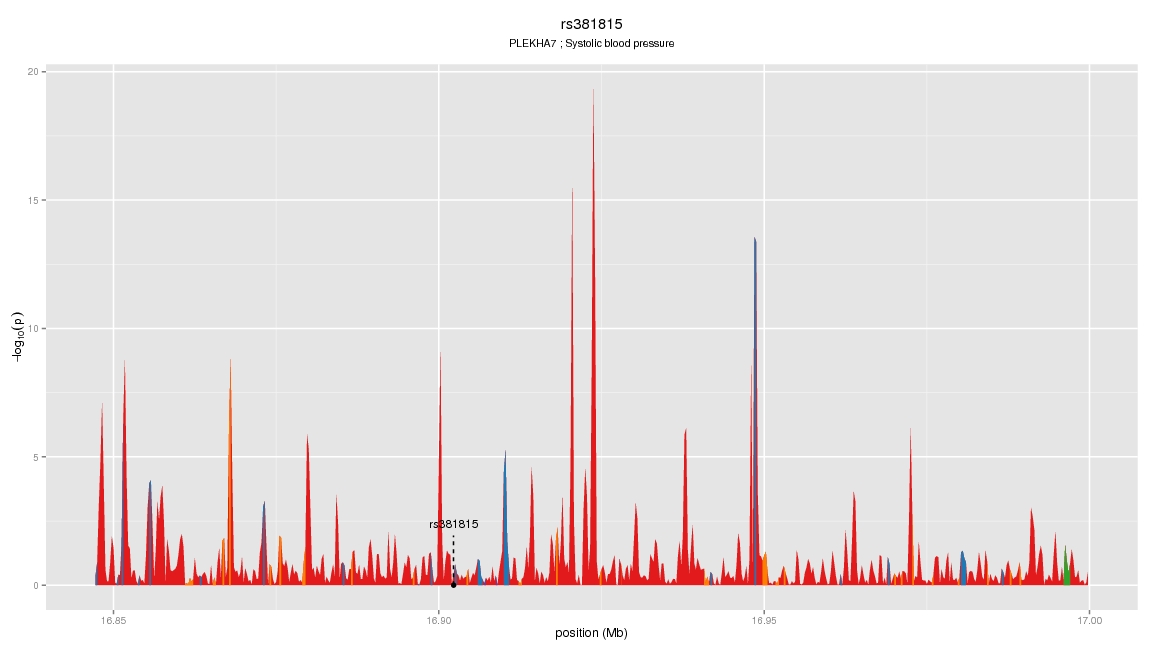 rs381815
PLEKHA7 ; Systolic blood pressure
20
15
10
5
0
−log10(p)
rs381815
16.85
16.90
16.95
17.00
position (Mb)